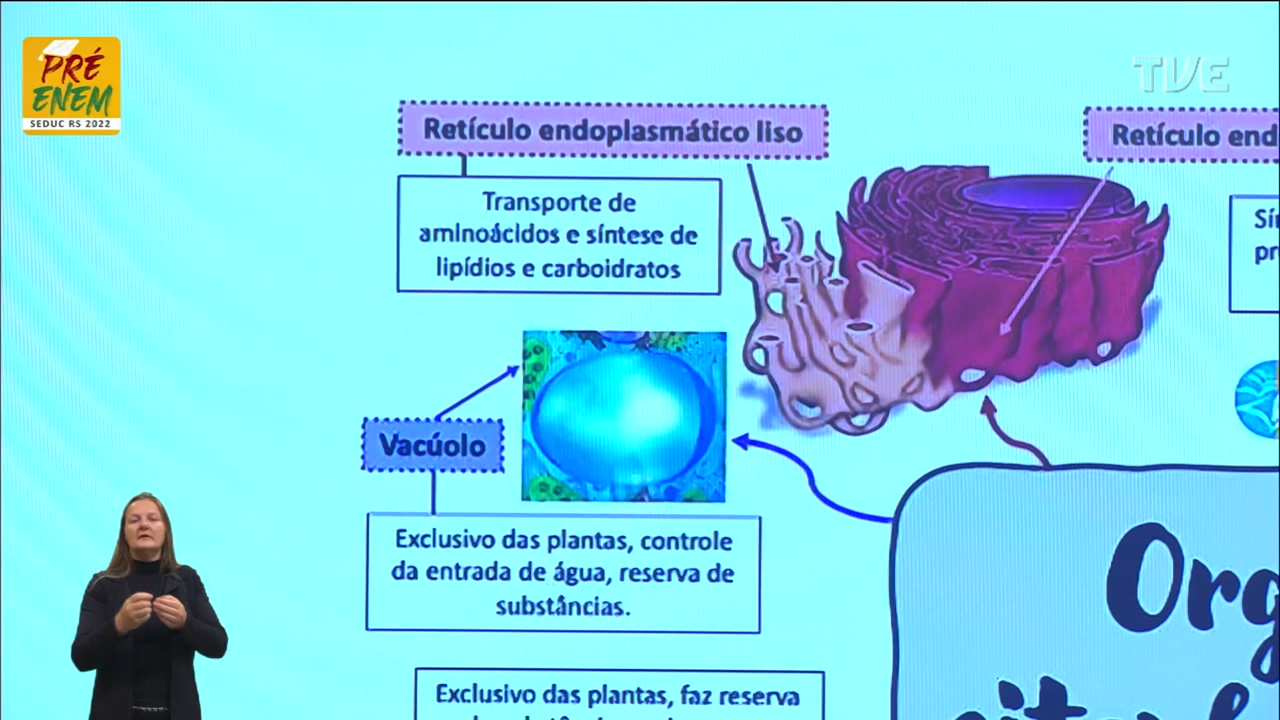 PRÉ
ENEM
SEDUC RS 2022
TVE
Retículo endoplasmático liso
Transporte de
aminoácidos e síntese de
lipídios e carboidratos
Retículo end
Sí
pr
Vacúolo
Exclusivo das plantas, controle
da entrada de água, reserva de
substâncias.
Exclusivo das plantas, faz reserva
Org